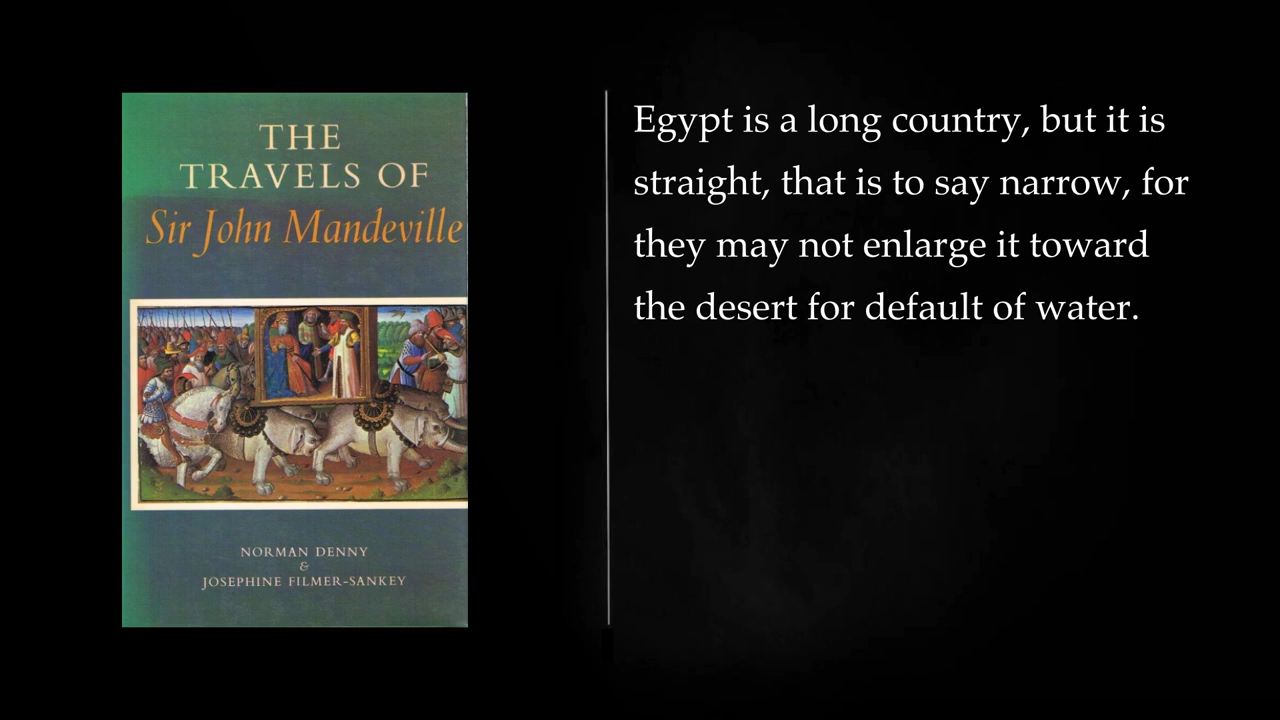 THE
TRAVELS OF
Sir John Mandeville
NORMAN DENNY
&
JOSEPHINE FILMER-SANKEY
Egypt is a long country, but it is
straight, that is to say narrow, for
they may not enlarge it toward
the desert for default of water.